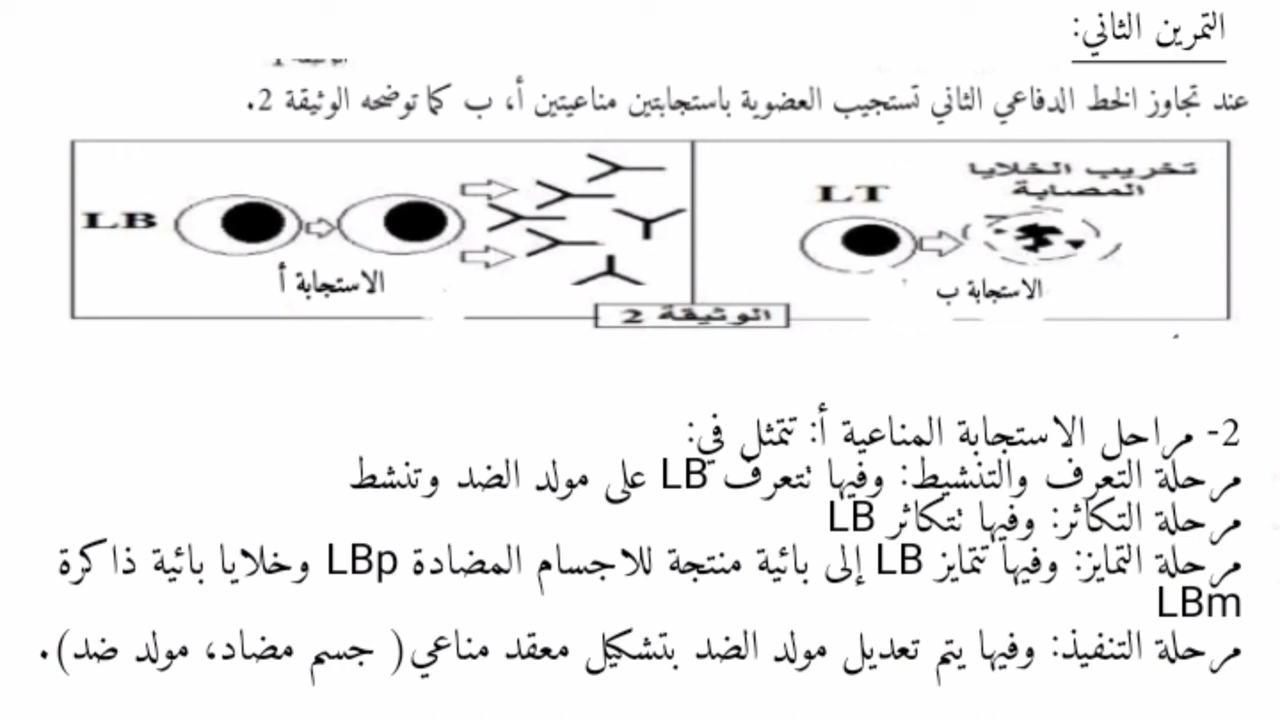 التمرين الثاني:
عند تجاوز الخط الدفاعي الثاني تستجيب العضوية باستجابتين مناعيتين أ، ب كما توضحه الوثيقة 2.
تخريب الخلايا
المصابة
LT
الاستجابة ب
LB
الاستجابة أ
الوثيقة 2
2- مراحل الاستجابة المناعية أ: تتمثل في:
مرحلة التعرف والتنشيط: وفيها تتعرف LB على مولد الضد وتنشط
مرحلة التكاثر: وفيها تتكاثر LB
مرحلة التمايز: وفيها تتمايز LB إلى بائية منتجة للاجسام المضادة LBp وخلايا بائية ذاكرة
LBm
مرحلة التنفيذ: وفيها يتم تعديل مولد الضد بتشكيل معقد مناعي( جسم مضاد، مولد ضد).